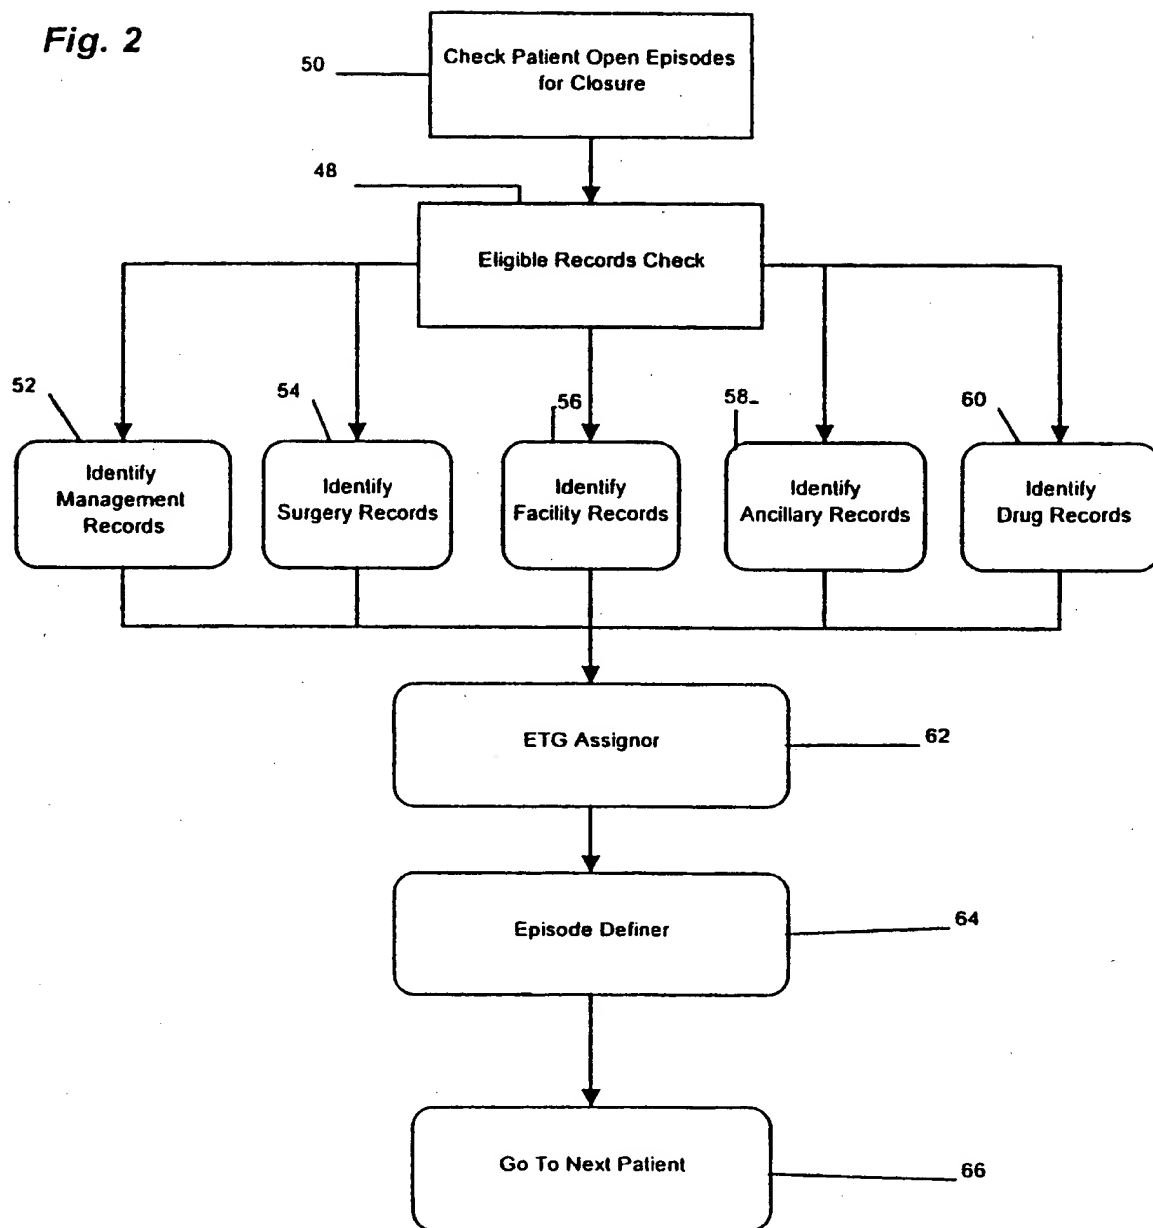 Fig. 2
50
Check Patient Open Episodes
for Closure
48
Eligible Records Check
52
54
56
58
60
Identify
Management
Records
Identify
Surgery Records
Identify
Facility Records
Identify
Ancillary Records
Identify
Drug Records
ETG Assignor
62
Episode Definer
64
Go To Next Patient
66